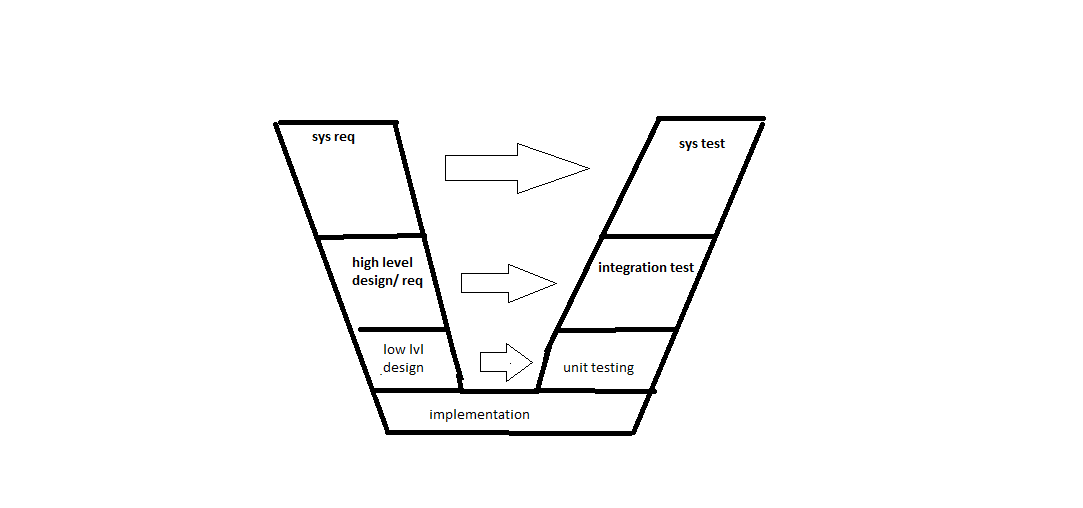 sys req
sys test
high level
design/ req
integration test
low lvl
design
unit testing
implementation